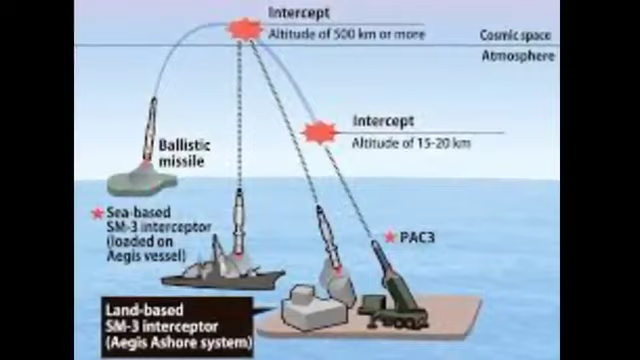 Intercept
Altitude of 500 km or more
Cosmic space
Atmosphere
Intercept
Altitude of 15-20 km
Ballistic
missile
Sea-based
SM-3 interceptor
(loaded on
Aegis vessel)
PAC3
Land-based
SM-3 interceptor
(Aegis Ashore system)